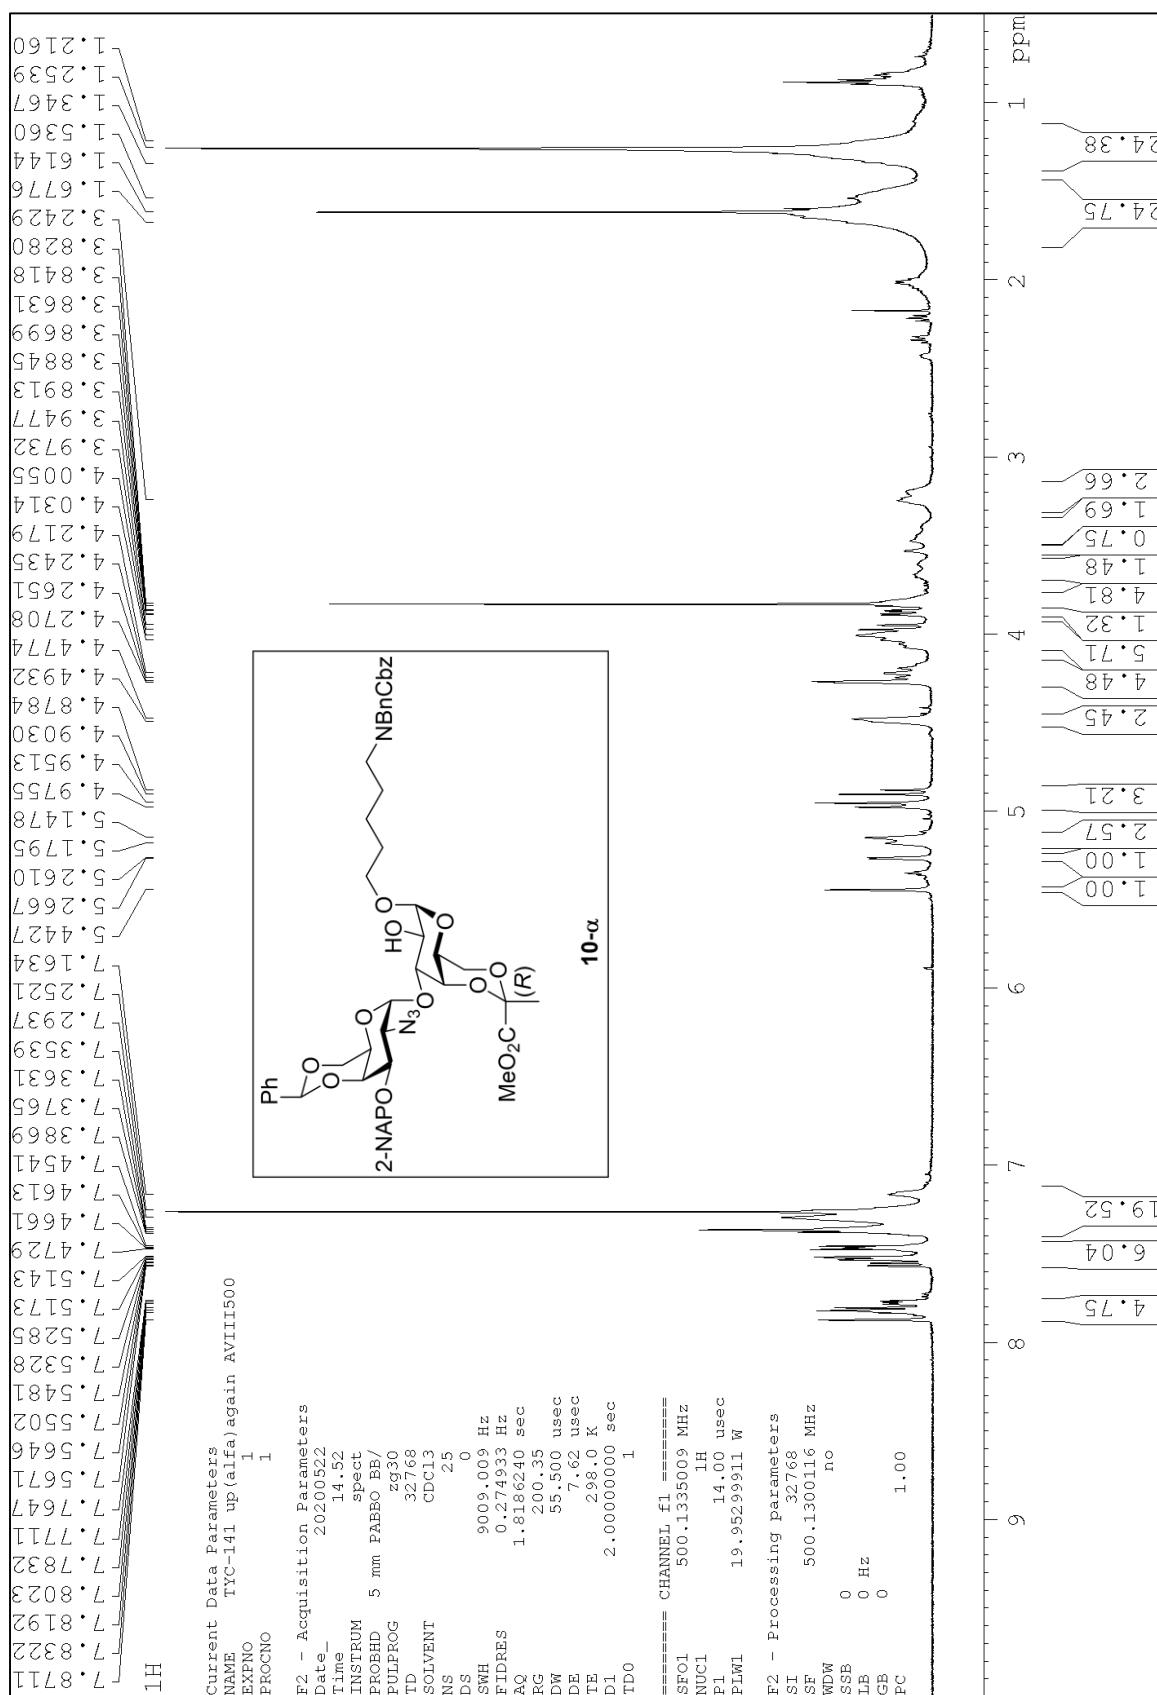 7.8711
7.8322
7.8192
7.8023
7.7832
7.7711
7.7647
7.5671
7.5646
7.5502
7.5481
7.5328
7.5285
7.5173
7.5143
7.4729
7.4661
7.4613
7.4541
7.3869
7.3765
7.3631
7.3539
7.2937
7.2521
7.1634
5.4427
5.2667
5.2610
5.1795
5.1478
4.9755
4.9513
4.9030
4.8784
4.4932
4.4774
4.2708
4.2651
4.2435
4.2179
4.0314
4.0055
3.9732
3.9477
3.8913
3.8845
3.8699
3.8631
3.8418
3.8280
3.2429
1.6776
1.6144
1.5360
1.3467
1.2539
1.2160
1H
Current Data Parameters
NAME TYC-141 up(alfa)again AVIII500
EXPNO 1
PROCNO 1
F2 - Acquisition Parameters
Date_ 20200522
Time 14.52
INSTRUM spect
PROBHD 5 mm PABBO BB/
PULPROG zg30
TD 32768
SOLVENT CDCl3
NS 25
DS 0
SWH 9009.009 Hz
FIDRES 0.274933 Hz
AQ 1.8186240 sec
RG 200.35
DW 55.500 usec
DE 7.62 usec
TE 298.0 K
D1 2.00000000 sec
TD0 1
======== CHANNEL f1 ========
SFO1 500.1335009 MHz
NUC1 1H
P1 14.00 usec
PLW1 19.95299911 W
F2 - Processing parameters
SI 32768
SF 500.1300116 MHz
WDW no
SSB 0
LB 0 Hz
GB 0
PC 1.00
Ph
O
O
O
2-NAPO
N3
O
HO
O
NBnCbz
O
O
O
MeO2C
(R)
10-α
9 8 7 6 5 4 3 2 1 ppm
4.75
6.04
19.52
1.00
1.00
2.57
3.21
2.45
4.48
5.71
1.32
4.81
1.48
0.75
1.69
2.66
24.75
24.38